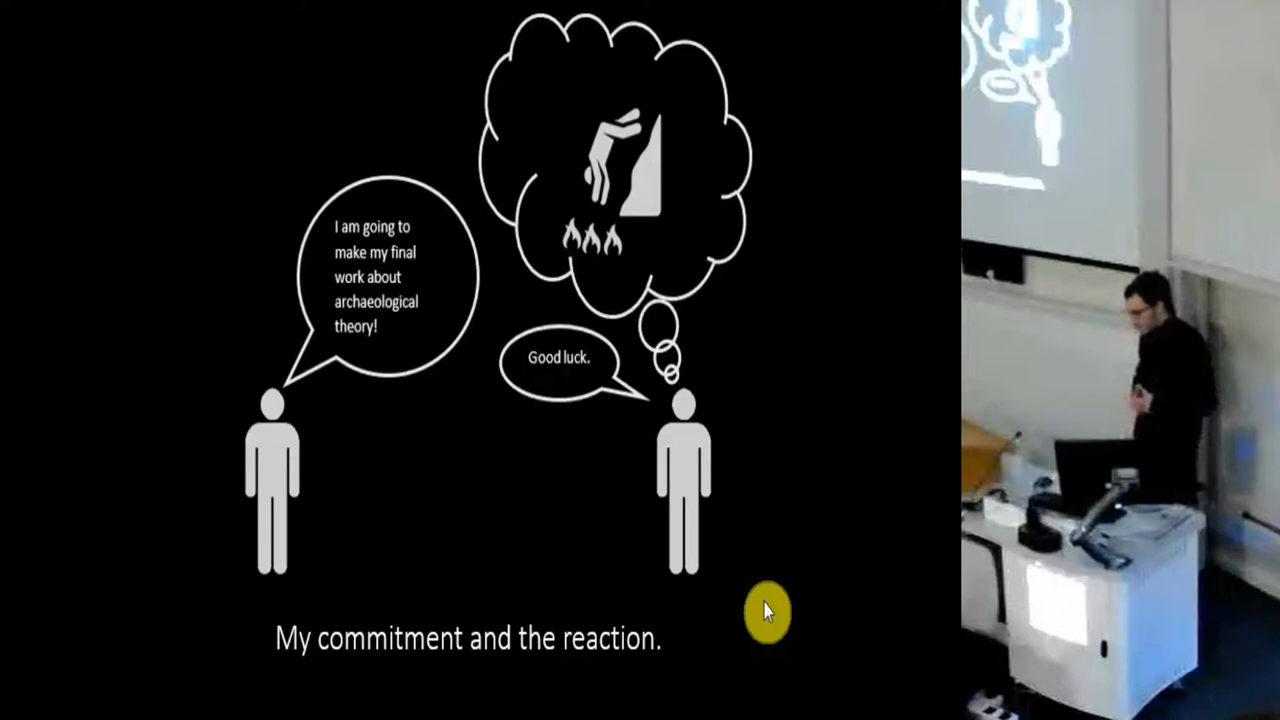 I am going to
make my final
work about
archaeological
theory!
Good luck.
My commitment and the reaction.